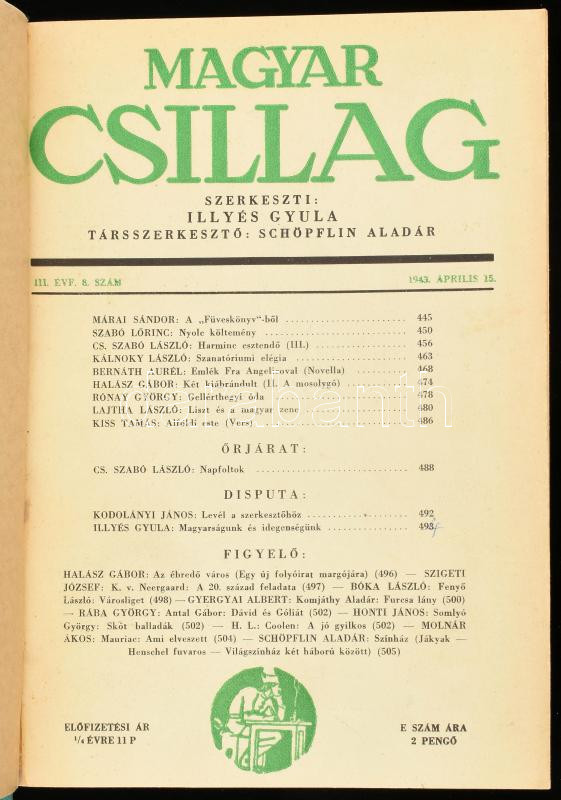 MAGYAR
CSILLAG
SZERKESZTI:
ILLYÉS GYULA
TÁRSSZERKESZTŐ: SCHÖPFLIN ALADÁR
III. ÉVF. 8. SZÁM 1943. ÁPRILIS 15.
MÁRAI SÁNDOR: A „Füveskönyv"-ből 445
SZABÓ LŐRINC: Nyolc költemény 450
CS. SZABÓ LÁSZLÓ: Harminc esztendő (III.) 456
KÁLNOKY LÁSZLÓ: Szanatóriumi elégia 463
BERNÁTH AURÉL: Emlék Fra Angelicoval (Novella) 468
HALÁSZ GÁBOR: Két kiábrándult (II. A mosolygó) 474
RÓNAY GYÖRGY: Gellérthegyi óda 478
LAJTHA LÁSZLÓ: Liszt és a magyar zene 480
KISS TAMÁS: Alföldi este (Vers) 486
ŐRJÁRAT:
CS. SZABÓ LÁSZLÓ: Napfoltok 488
DISPUTA:
KODOLÁNYI JÁNOS: Levél a szerkesztőhöz 492
ILLYÉS GYULA: Magyarságunk és idegenségünk 493
FIGYELŐ:
HALÁSZ GÁBOR: Az ébredő város (Egy új folyóirat margójára) (496) — SZIGETI
JÓZSEF: K. v. Neergaard: A 20. század feladata (497) — BÓKA LÁSZLÓ: Fenyő
László: Városliget (498) — GYERGYAI ALBERT: Komjáthy Aladár: Furcsa lány (500)
— RÁBA GYÖRGY: Antal Gábor: Dávid és Góliát (502) — HONTI JÁNOS: Somlyó
György: Skót balladák (502) — H. L.: Coolen: A jó gyilkos (502) — MOLNÁR
ÁKOS: Mauriac: Ami elveszett (504) — SCHÖPFLIN ALADÁR: Színház (Jákyak —
Henschel fuvaros — Világszínház két háború között) (505)
ELŐFIZETÉSI ÁR E SZÁM ÁRA
¼ ÉVRE 11 P 2 PENGŐ